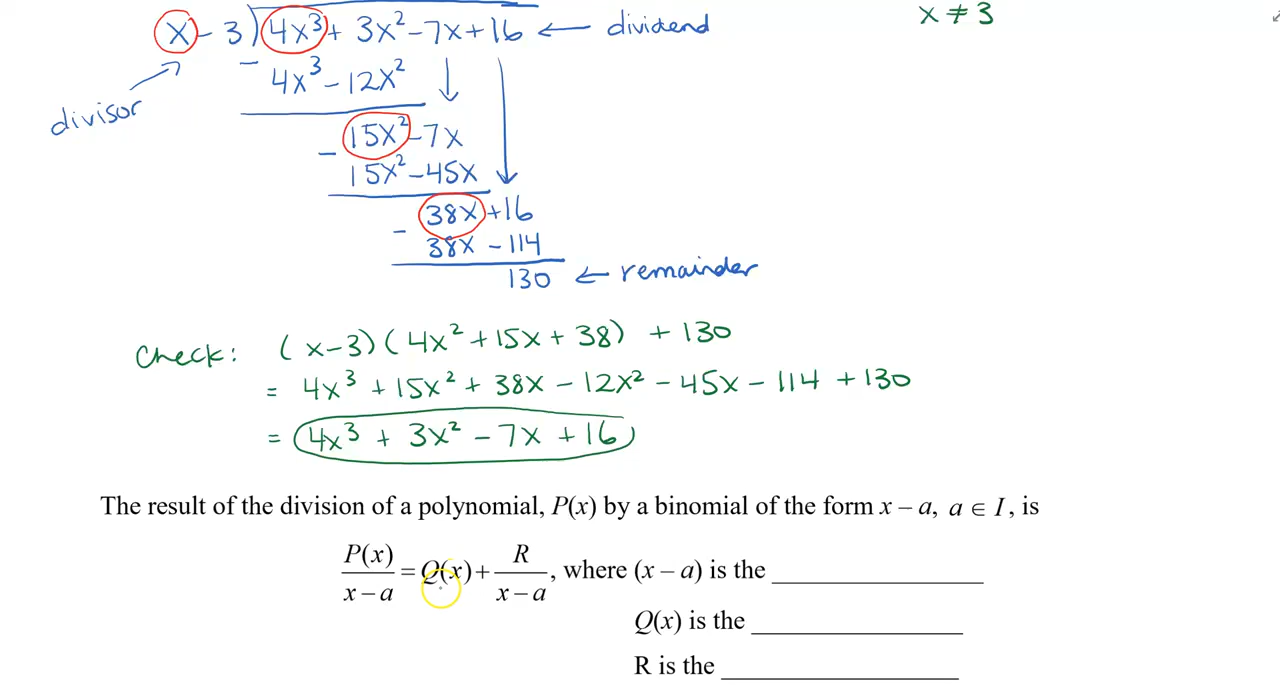 x ≠ 3
x - 3 ) 4x³ + 3x² - 7x + 16 ← dividend
- 4x³ - 12x²
divisor
15x² - 7x
- 15x² - 45x
38x + 16
- 38x - 114
130 ← remainder
Check: (x-3)(4x² + 15x + 38) + 130
= 4x³ + 15x² + 38x - 12x² - 45x - 114 + 130
= 4x³ + 3x² - 7x + 16
The result of the division of a polynomial, P(x) by a binomial of the form x – a, a ∈ I, is
P(x)/(x – a) = Q(x) + R/(x – a), where (x – a) is the ________________
Q(x) is the ________________
R is the ________________